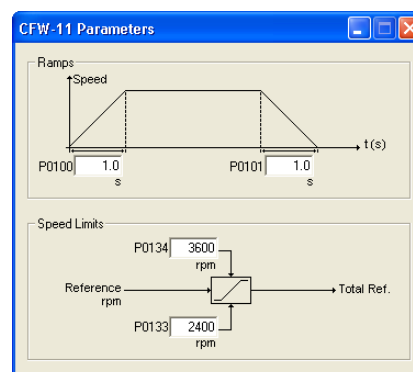 CFW-11 Parameters
Ramps
Speed
t(s)
P0100 1.0 P0101 1.0
s s
Speed Limits
P0134 3600
rpm
Reference Total Ref.
rpm
P0133 2400
rpm